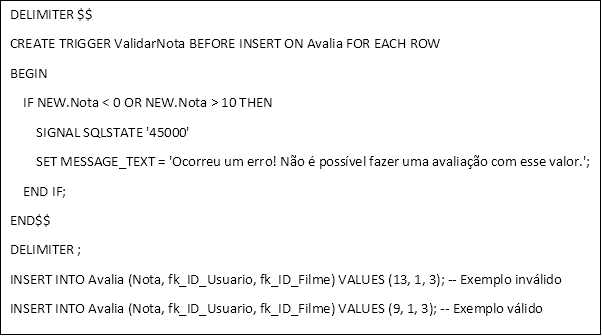 DELIMITER $$
CREATE TRIGGER ValidarNota BEFORE INSERT ON Avalia FOR EACH ROW
BEGIN
IF NEW.Nota < 0 OR NEW.Nota > 10 THEN
SIGNAL SQLSTATE '45000'
SET MESSAGE_TEXT = 'Ocorreu um erro! Não é possível fazer uma avaliação com esse valor.';
END IF;
END$$
DELIMITER ;
INSERT INTO Avalia (Nota, fk_ID_Usuario, fk_ID_Filme) VALUES (13, 1, 3); -- Exemplo inválido
INSERT INTO Avalia (Nota, fk_ID_Usuario, fk_ID_Filme) VALUES (9, 1, 3); -- Exemplo válido